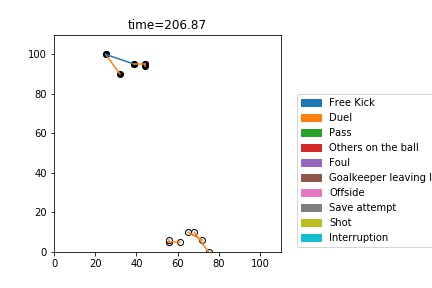 time=206.87
100
80
60
40
20
0
0 20 40 60 80 100
Free Kick
Duel
Pass
Others on the ball
Foul
Goalkeeper leaving l
Offside
Save attempt
Shot
Interruption